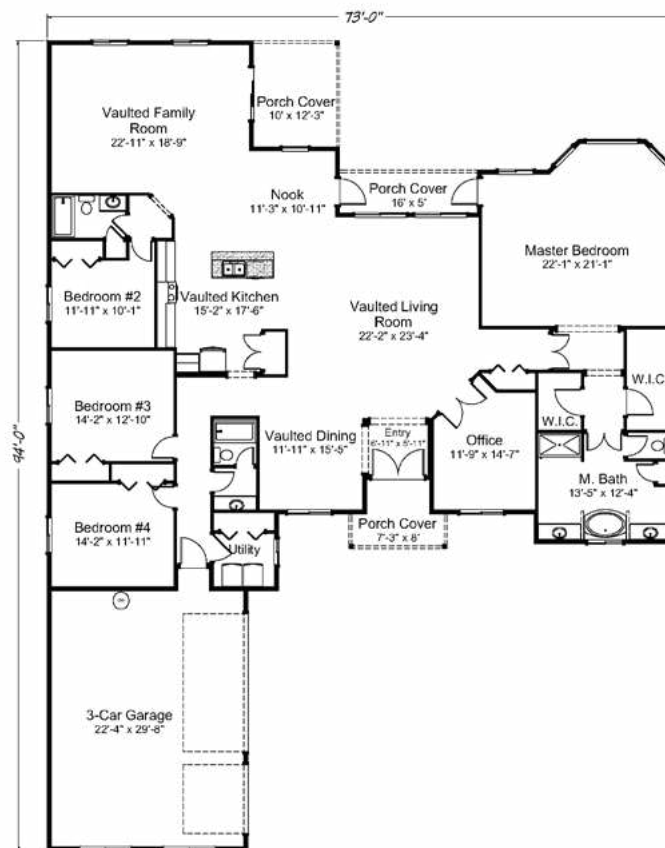 73'-0"
Porch Cover
10' x 12'-3"
Vaulted Family
Room
22'-11" x 18'-9"
Nook
11'-3" x 10'-11"
Porch Cover
16' x 5'
Master Bedroom
22'-1" x 21'-1"
Bedroom #2
11'-11" x 10'-1"
Vaulted Kitchen
15'-2" x 17'-6"
Vaulted Living
Room
22'-2" x 23'-4"
W.I.C.
W.I.C.
Bedroom #3
14'-2" x 12'-10"
Vaulted Dining
11'-11" x 15'-5"
Entry
6'-11" x 5'-11"
Office
11'-9" x 14'-7"
M. Bath
13'-5" x 12'-4"
Bedroom #4
14'-2" x 11'-11"
Utility
Porch Cover
7'-3" x 8'
94'-0"
3-Car Garage
22'-4" x 29'-8"